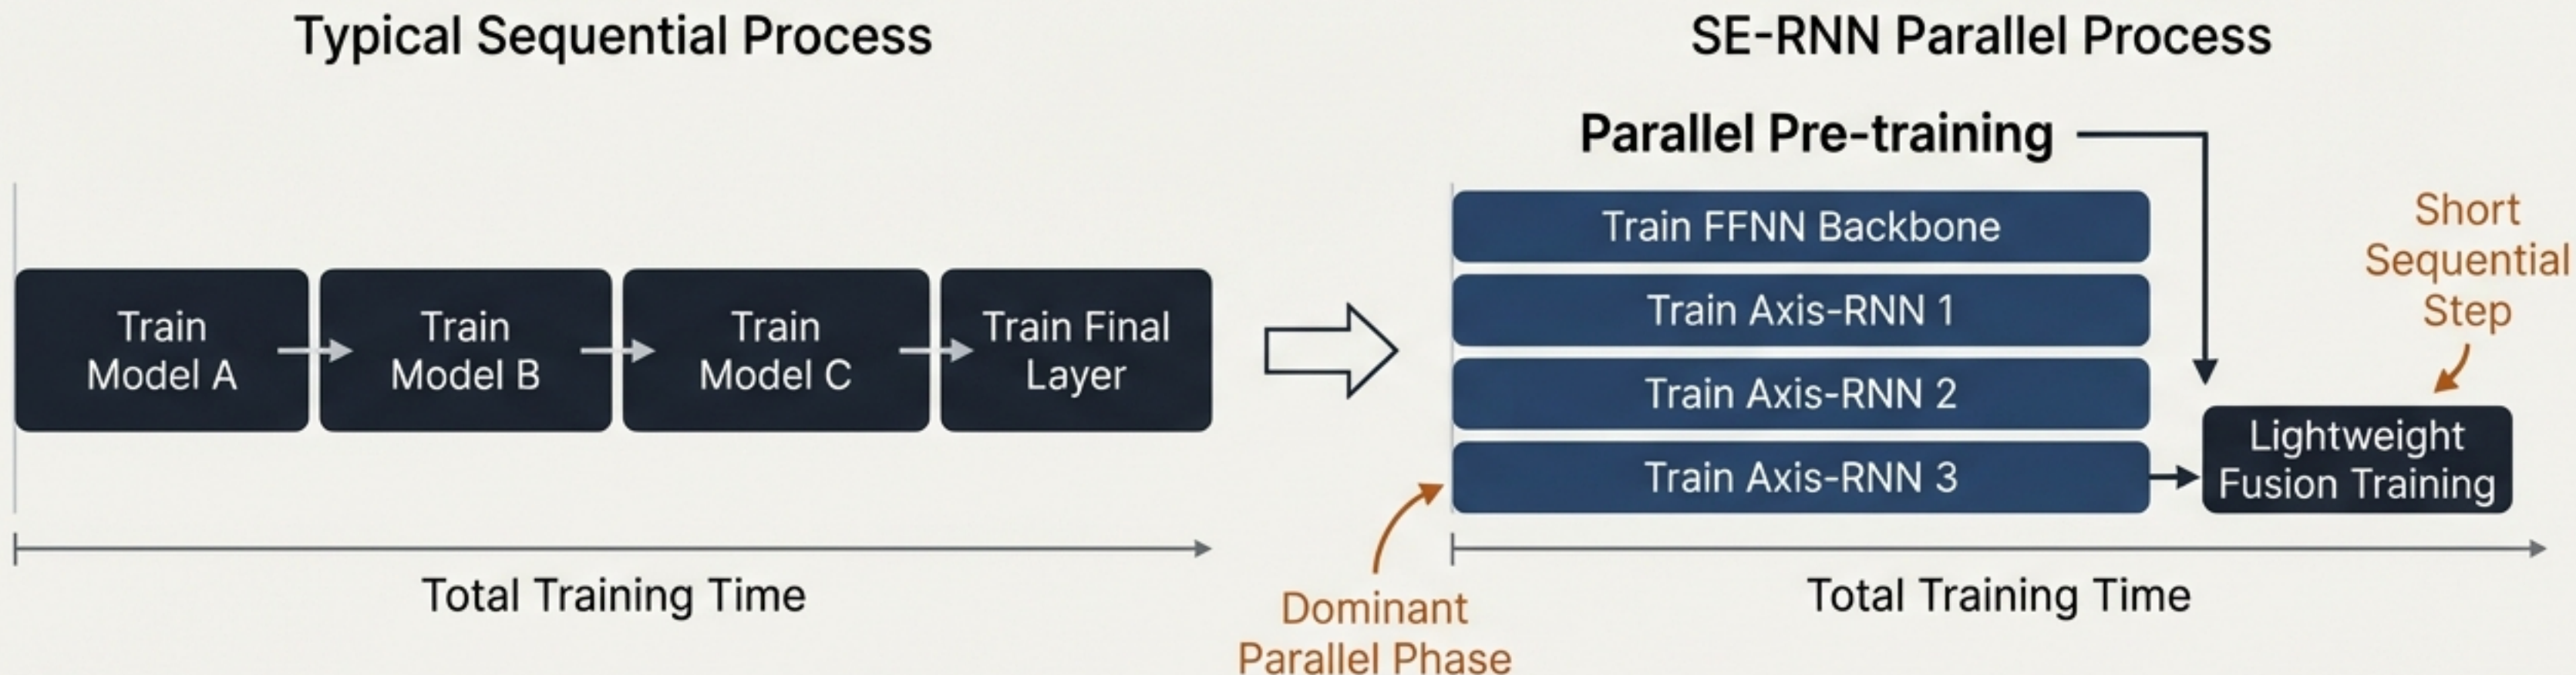 Typical Sequential Process
Train
Model A
Train
Model B
Train
Model C
Train Final
Layer
Total Training Time
SE-RNN Parallel Process
Parallel Pre-training
Train FFNN Backbone
Train Axis-RNN 1
Train Axis-RNN 2
Train Axis-RNN 3
Short
Sequential
Step
Lightweight
Fusion Training
Dominant
Parallel Phase
Total Training Time